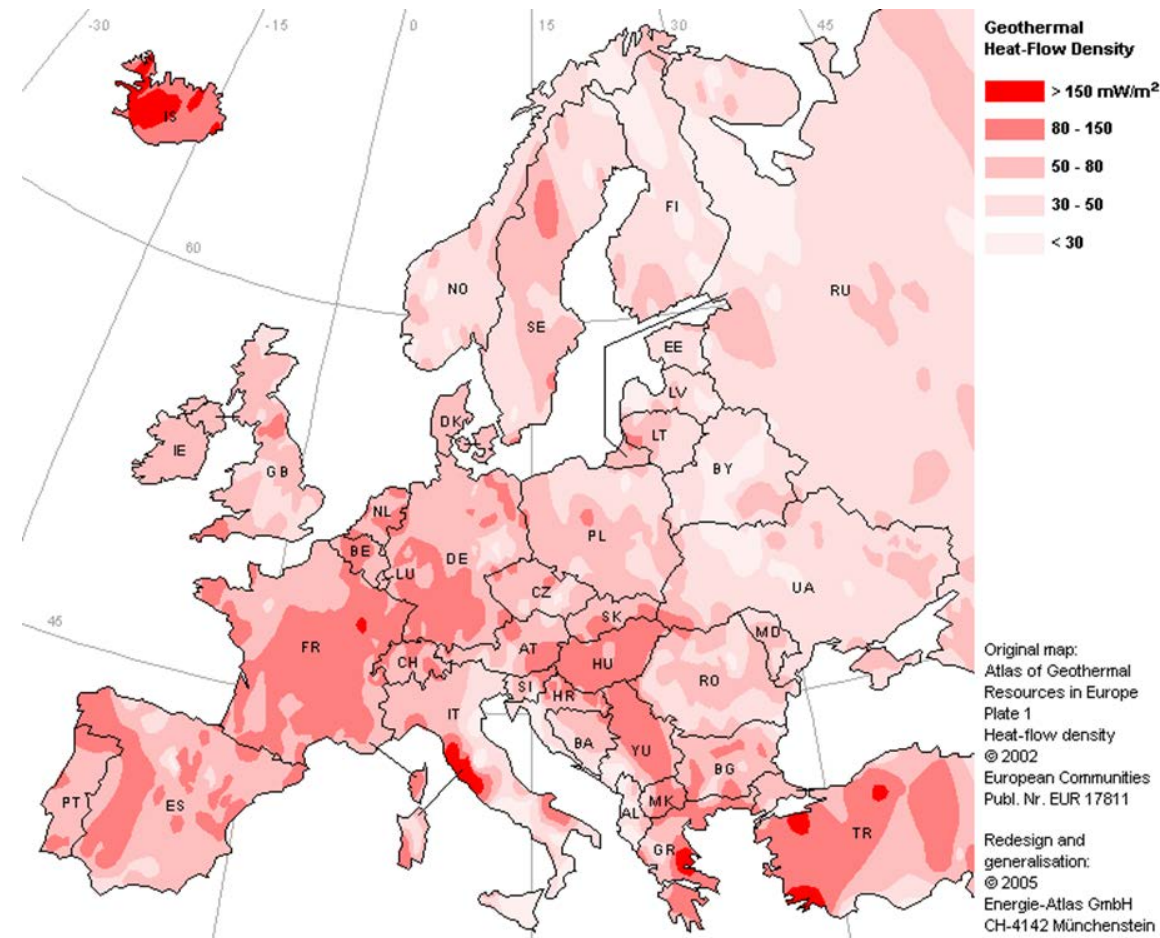 -30
-15
0
15
30
45
60
45
IS
NO
SE
FI
RU
EE
LV
LT
BY
DK
IE
GB
NL
BE
LU
DE
PL
CZ
SK
UA
MD
FR
CH
AT
HU
RO
SI
HR
IT
BA
YU
BG
MK
AL
GR
TR
PT
ES
Geothermal
Heat-Flow Density
> 150 mW/m²
80 - 150
50 - 80
30 - 50
< 30
Original map:
Atlas of Geothermal
Resources in Europe
Plate 1
Heat-flow density
© 2002
European Communities
Publ. Nr. EUR 17811
Redesign and
generalisation:
© 2005
Energie-Atlas GmbH
CH-4142 Münchenstein